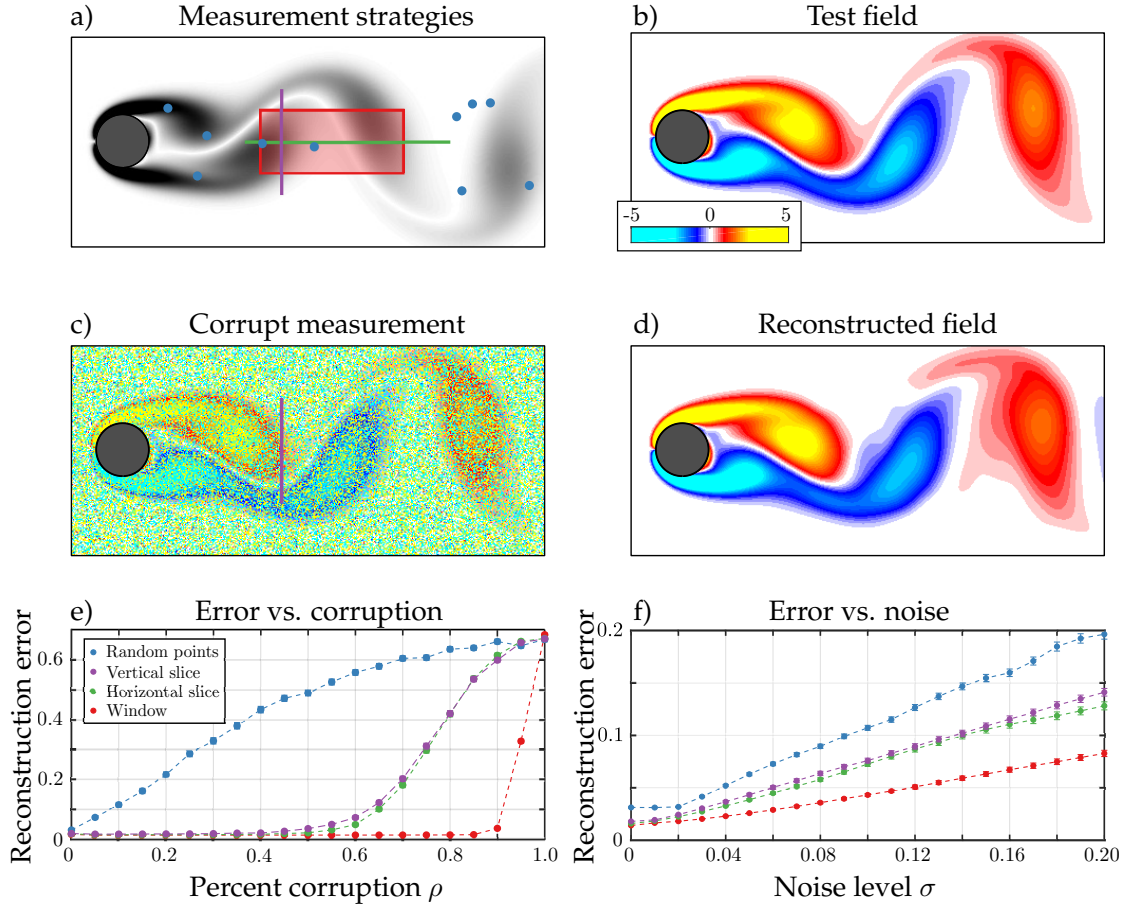 a) Measurement strategies
b) Test field
-5 0 5
c) Corrupt measurement
d) Reconstructed field
e) Error vs. corruption
Reconstruction error
0.6
0.4
0.2
0
Random points
Vertical slice
Horizontal slice
Window
0 0.2 0.4 0.6 0.8 1.0
Percent corruption ρ
f) Error vs. noise
Reconstruction error
0.2
0.1
0
0 0.04 0.08 0.12 0.16 0.20
Noise level σ